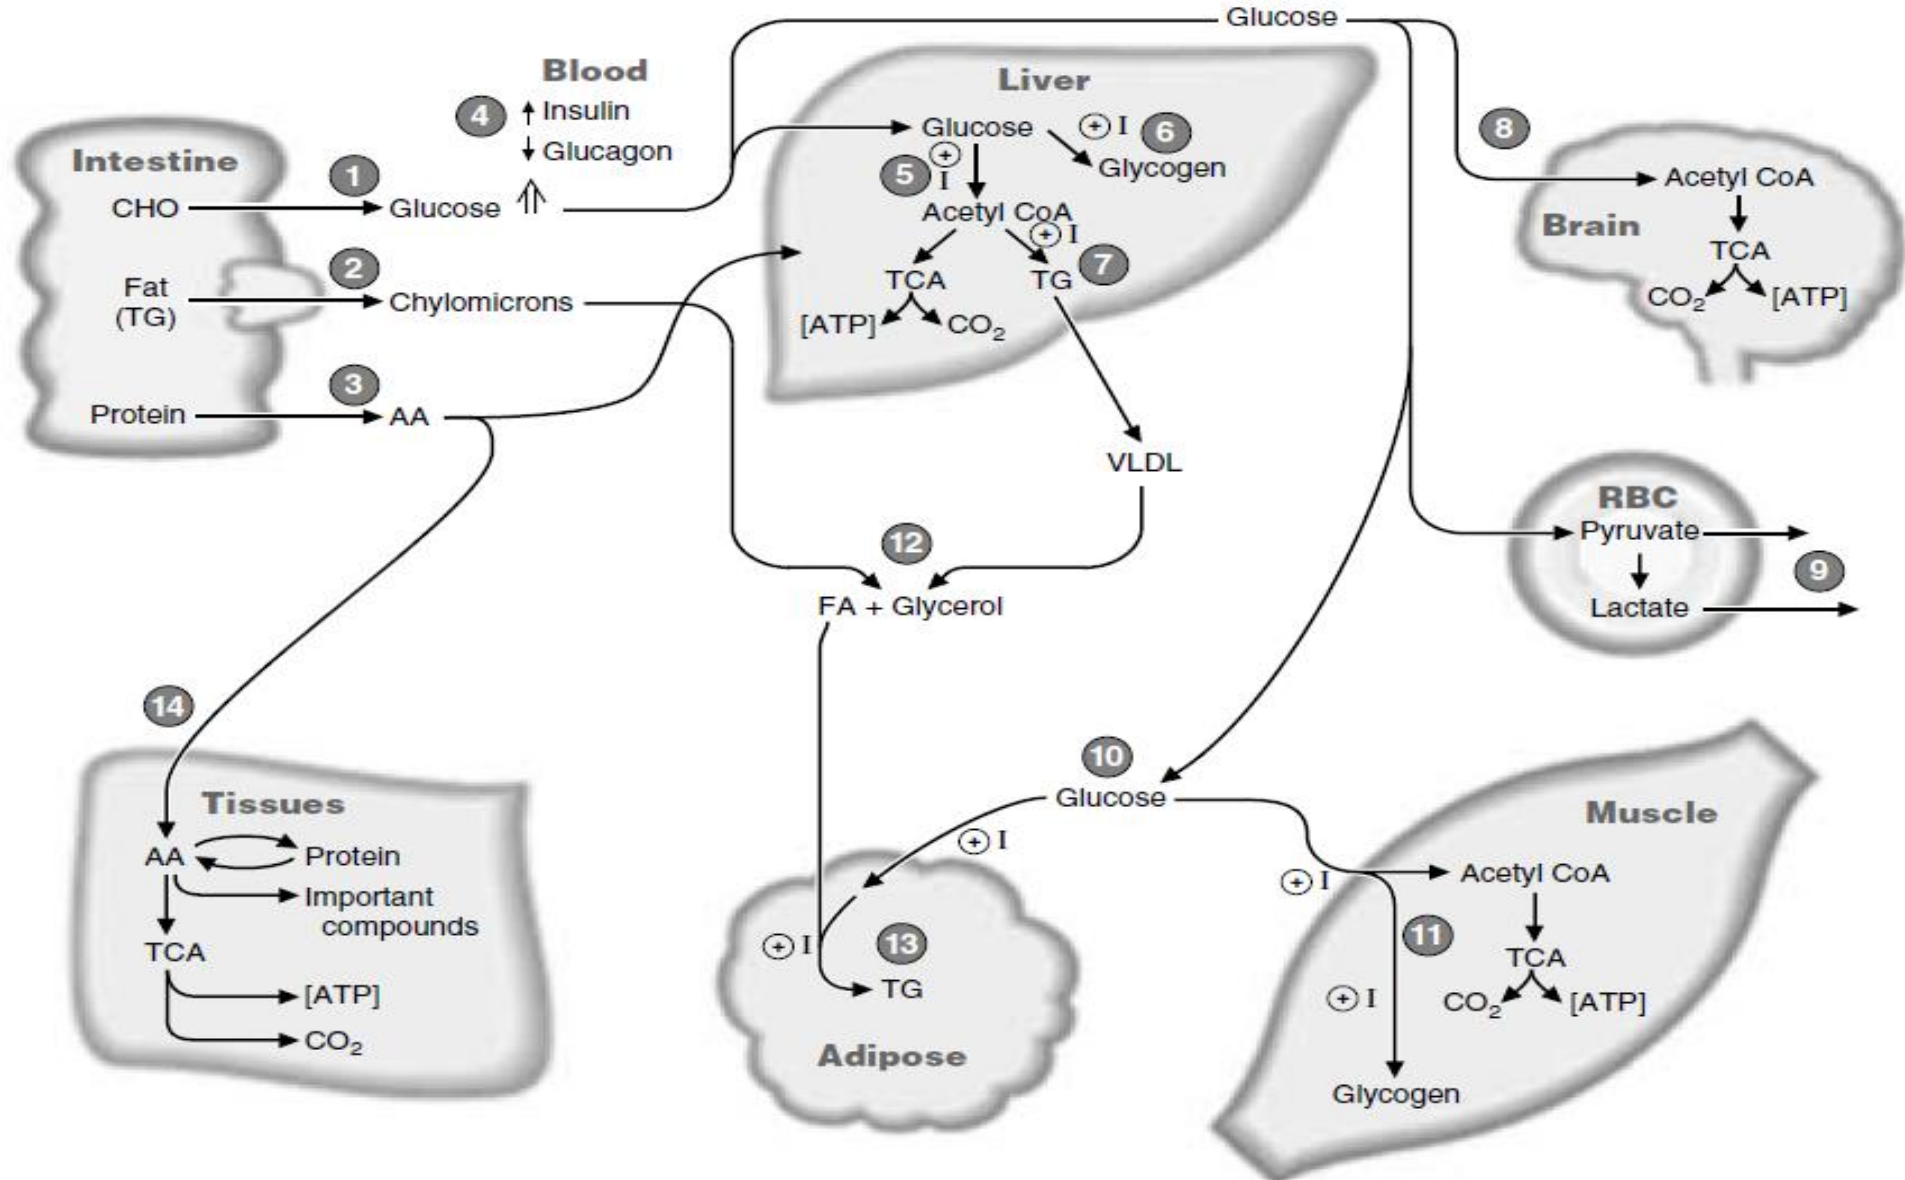 Glucose
Blood
4
↑ Insulin
↓ Glucagon
Intestine
CHO
1
Glucose ⇑
Fat
(TG)
2
Chylomicrons
Protein
3
AA
Liver
Glucose
+ I
6
Glycogen
5
+
I
Acetyl CoA
+ I
7
TCA
TG
[ATP]
CO₂
VLDL
8
Brain
Acetyl CoA
TCA
CO₂
[ATP]
RBC
Pyruvate
9
Lactate
12
FA + Glycerol
14
Tissues
AA
Protein
Important
compounds
TCA
[ATP]
CO₂
10
Glucose
+ I
+ I
13
TG
Adipose
Muscle
+ I
Acetyl CoA
11
TCA
+ I
CO₂
[ATP]
Glycogen